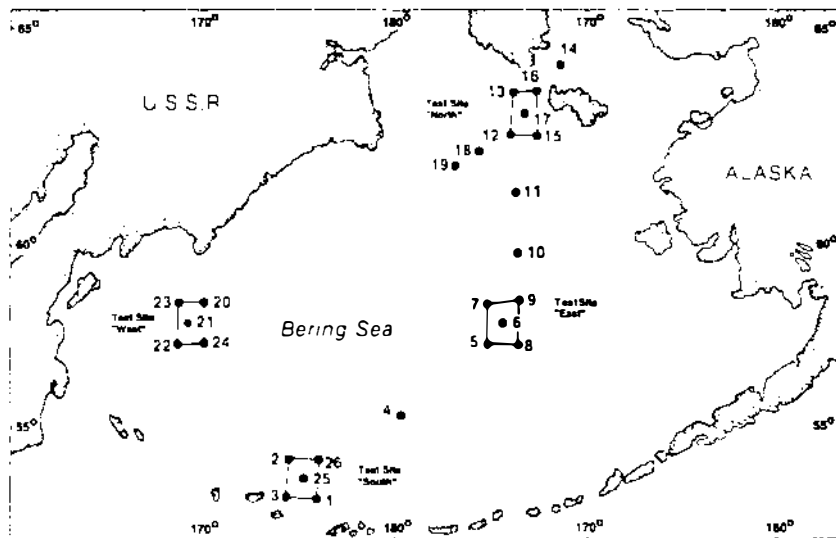 170° 180° 170° 180°
65° 65°
14
U.S.S.R
16
13
Test Site
"North"
17
12 15
18
19
ALASKA
11
60° 60°
10
23 20
7 9
Test Site
"West"
21
Bering Sea
6
Test Site
"East"
22 24
5 8
4
55° 55°
2 26
25
Test Site
"South"
3 1
170° 180° 170° 160°